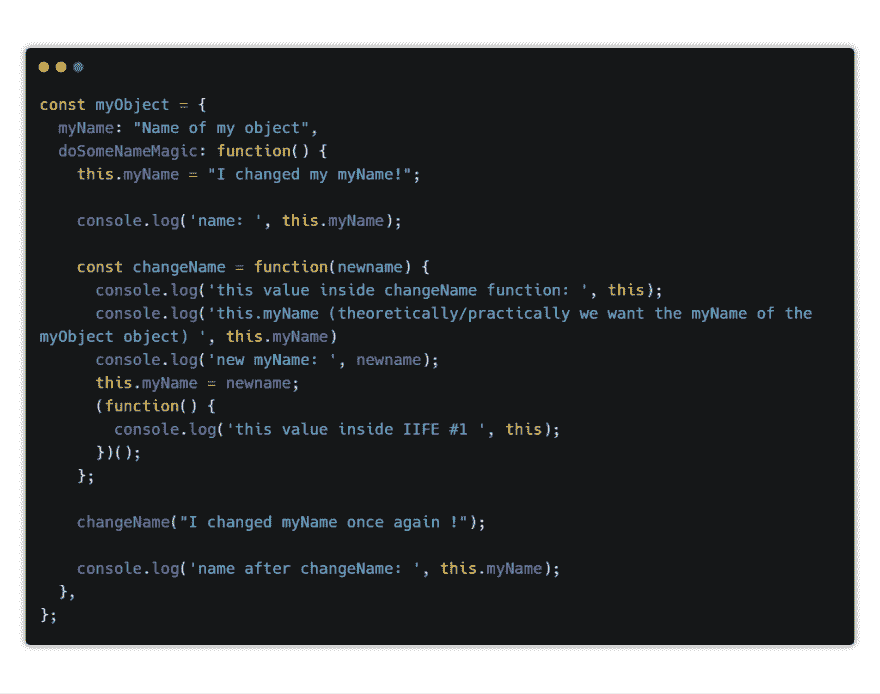 const myObject = {
  myName: "Name of my object",
  doSomeNameMagic: function() {
    this.myName = "I changed my myName!";

    console.log('name: ', this.myName);

    const changeName = function(newname) {
      console.log('this value inside changeName function: ', this);
      console.log('this.myName (theoretically/practically we want the myName of the
myObject object) ', this.myName)
      console.log('new myName: ', newname);
      this.myName = newname;
      (function() {
        console.log('this value inside IIFE #1 ', this);
      })();
    };

    changeName("I changed myName once again !");

    console.log('name after changeName: ', this.myName);
  },
};